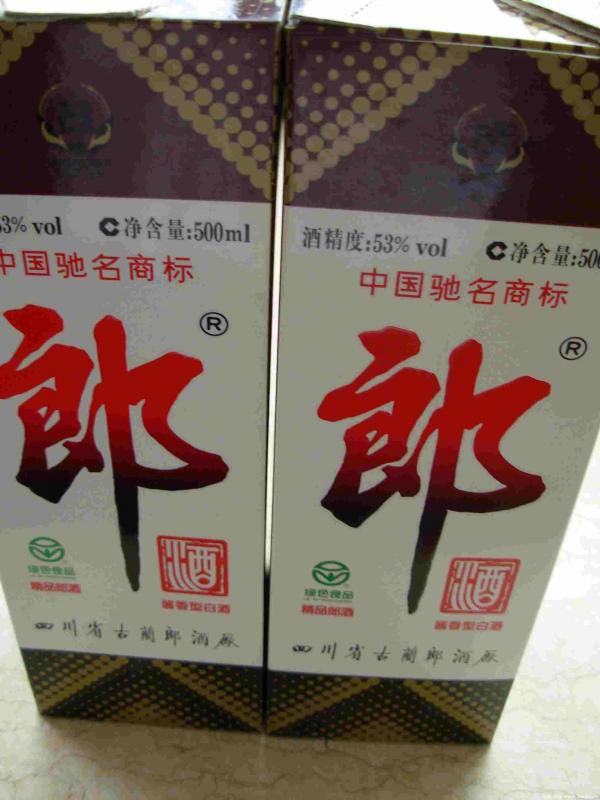 53% vol 净含量:500ml
中国驰名商标
郎®
绿色食品
精品郎酒
酒
酱香型白酒
四川省古蔺郎酒厰
酒精度:53% vol 净含量:500
中国驰名商标
郎®
绿色食品
精品郎酒
酒
酱香型白酒
四川省古蔺郎酒厰